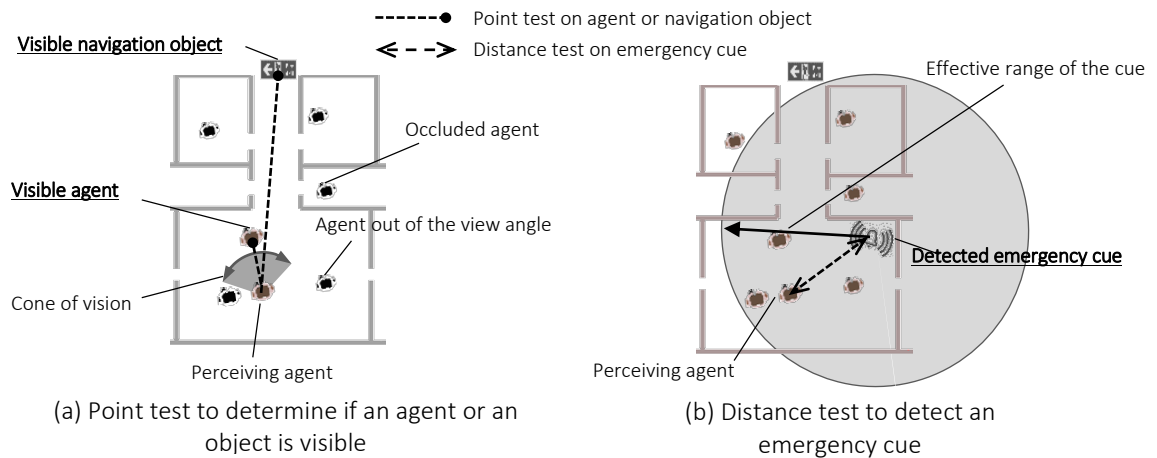 Point test on agent or navigation object
Distance test on emergency cue
Visible navigation object
Occluded agent
Visible agent
Agent out of the view angle
Cone of vision
Perceiving agent
(a) Point test to determine if an agent or an
object is visible
Effective range of the cue
Detected emergency cue
Perceiving agent
(b) Distance test to detect an
emergency cue